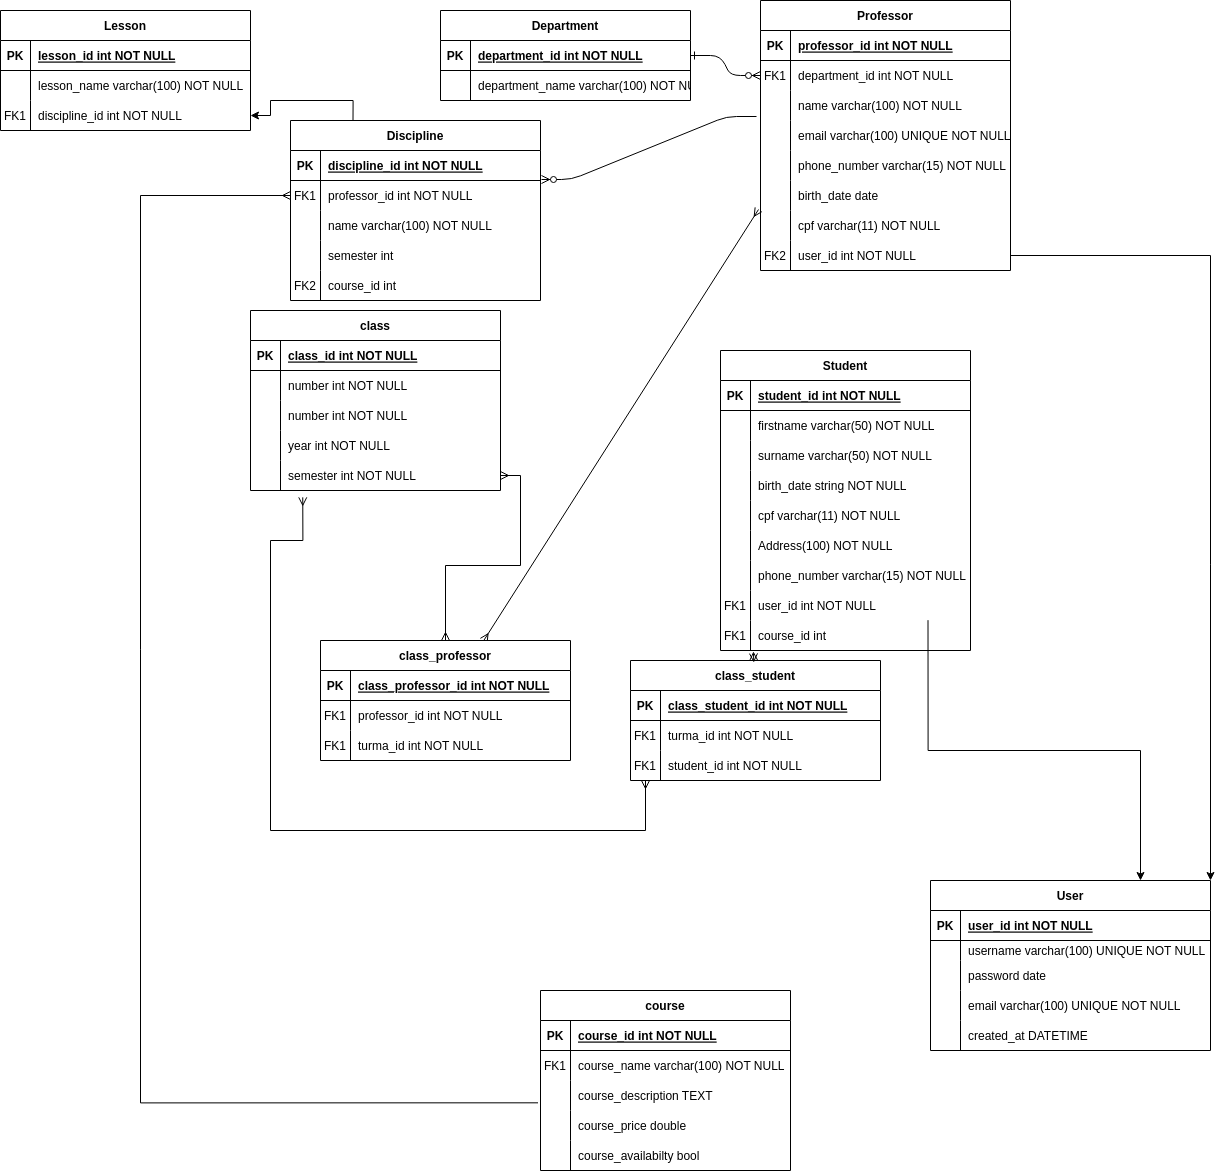 Lesson
PK lesson_id int NOT NULL
lesson_name varchar(100) NOT NULL
FK1 discipline_id int NOT NULL
Department
PK department_id int NOT NULL
department_name varchar(100) NOT NU
Professor
PK professor_id int NOT NULL
FK1 department_id int NOT NULL
name varchar(100) NOT NULL
email varchar(100) UNIQUE NOT NULL
phone_number varchar(15) NOT NULL
birth_date date
cpf varchar(11) NOT NULL
FK2 user_id int NOT NULL
Discipline
PK discipline_id int NOT NULL
FK1 professor_id int NOT NULL
name varchar(100) NOT NULL
semester int
FK2 course_id int
class
PK class_id int NOT NULL
number int NOT NULL
number int NOT NULL
year int NOT NULL
semester int NOT NULL
Student
PK student_id int NOT NULL
firstname varchar(50) NOT NULL
surname varchar(50) NOT NULL
birth_date string NOT NULL
cpf varchar(11) NOT NULL
Address(100) NOT NULL
phone_number varchar(15) NOT NULL
FK1 user_id int NOT NULL
FK1 course_id int
class_professor
PK class_professor_id int NOT NULL
FK1 professor_id int NOT NULL
FK1 turma_id int NOT NULL
class_student
PK class_student_id int NOT NULL
FK1 turma_id int NOT NULL
FK1 student_id int NOT NULL
User
PK user_id int NOT NULL
username varchar(100) UNIQUE NOT NULL
password date
email varchar(100) UNIQUE NOT NULL
created_at DATETIME
course
PK course_id int NOT NULL
FK1 course_name varchar(100) NOT NULL
course_description TEXT
course_price double
course_availabilty bool